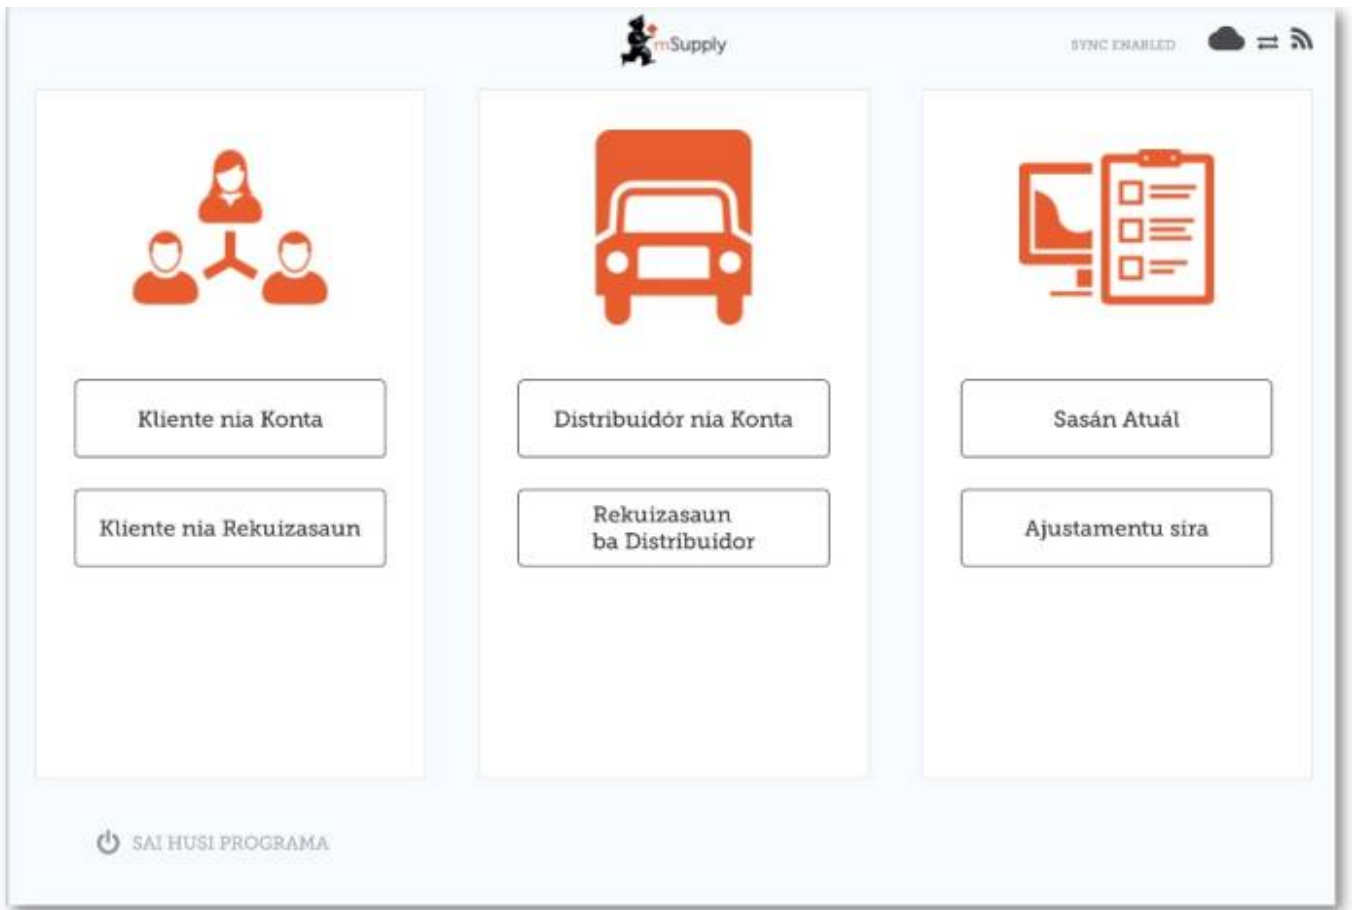 mSupply
SYNC ENABLED
Kliente nia Konta
Kliente nia Rekuizasaun
Distribuidór nia Konta
Rekuizasaun
ba Distribuidor
Sasán Atuál
Ajustamentu sira
SAI HUSI PROGRAMA